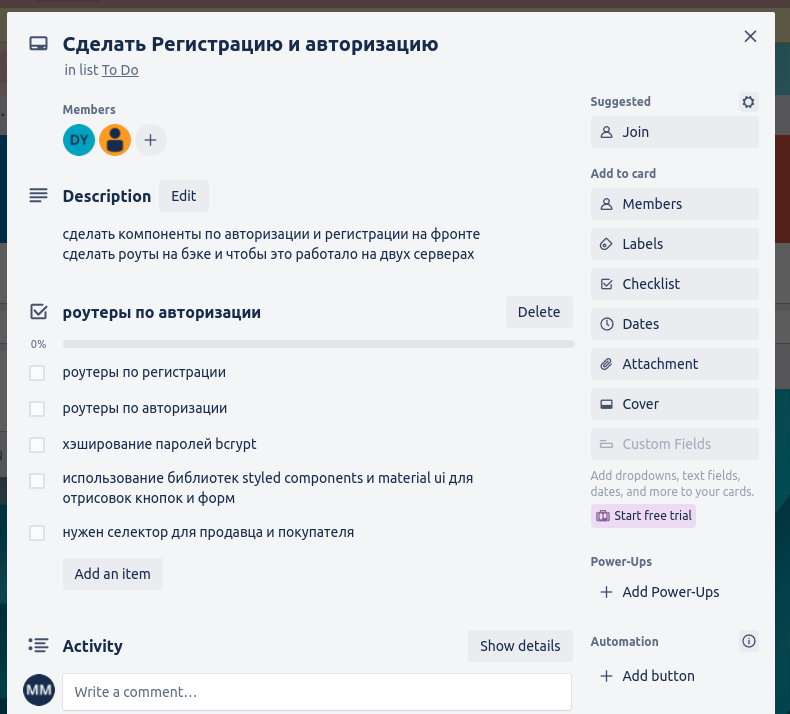 Сделать Регистрацию и авторизацию
in list To Do
Members
DY
Description
Edit
сделать компоненты по авторизации и регистрации на фронте
сделать роуты на бэке и чтобы это работало на двух серверах
роутеры по авторизации
Delete
0%
роутеры по регистрации
роутеры по авторизации
хэширование паролей bcrypt
использование библиотек styled components и material ui для
отрисовок кнопок и форм
нужен селектор для продавца и покупателя
Add an item
Activity
Show details
MM
Write a comment…
Suggested
Join
Add to card
Members
Labels
Checklist
Dates
Attachment
Cover
Custom Fields
Add dropdowns, text fields,
dates, and more to your cards.
Start free trial
Power-Ups
Add Power-Ups
Automation
Add button